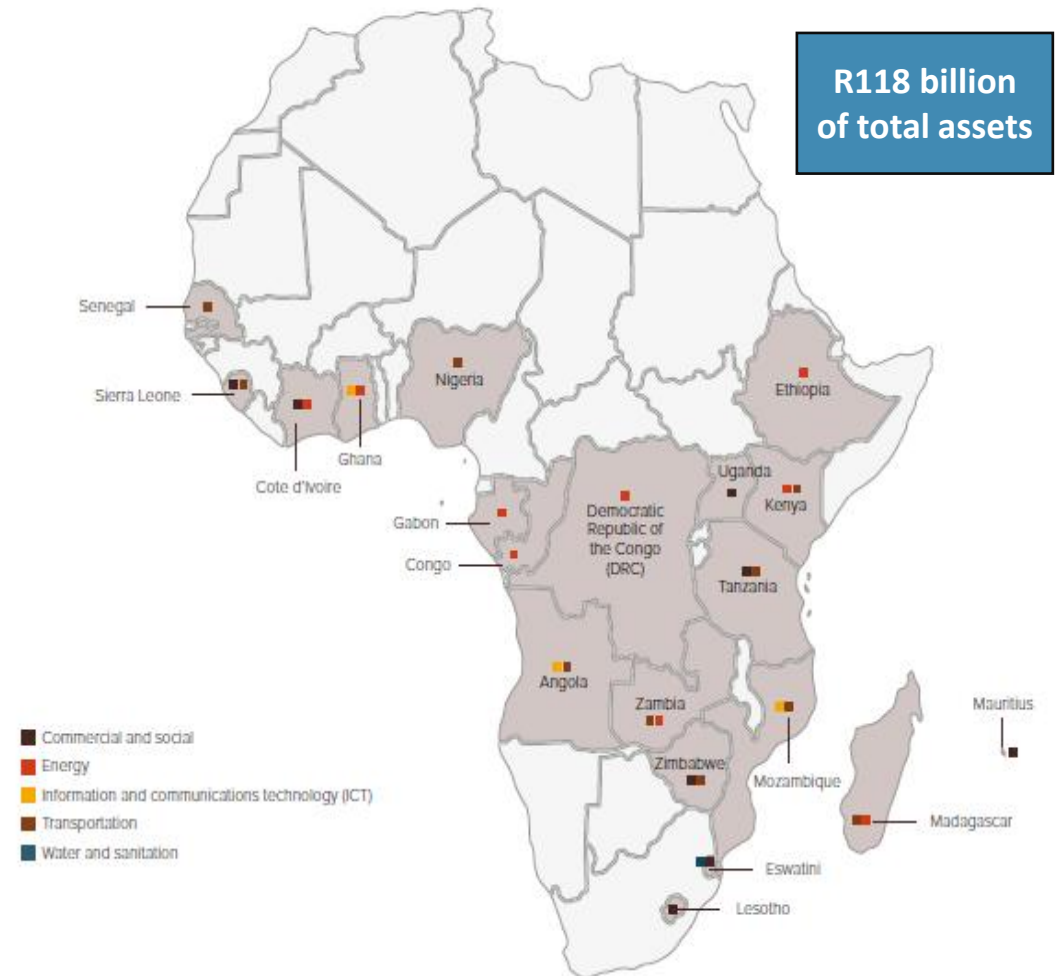 R118 billion
of total assets
Senegal
Sierra Leone
Cote d'Ivoire
Ghana
Nigeria
Ethiopia
Uganda
Kenya
Gabon
Congo
Democratic
Republic of
the Congo
(DRC)
Tanzania
Angola
Zambia
Zimbabwe
Mozambique
Mauritius
Madagascar
Eswatini
Lesotho
Commercial and social
Energy
Information and communications technology (ICT)
Transportation
Water and sanitation